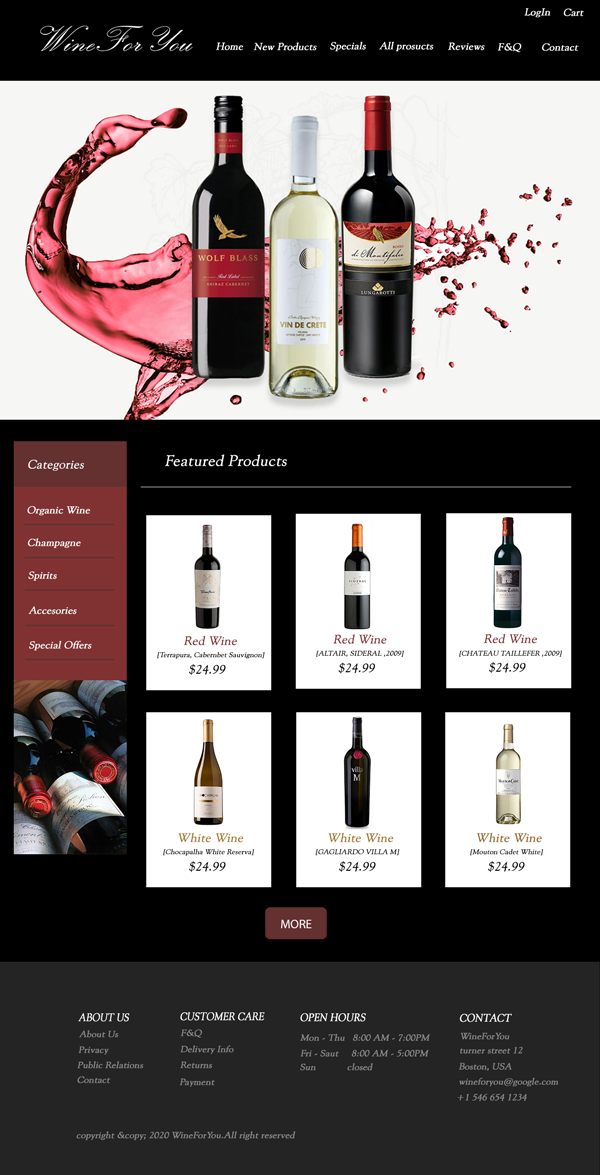 LogIn Cart
WineFor You
Home New Products Specials All prosucts Reviews F&Q Contact
WOLF BLASS
Red Label
SHIRAZ CABERNET
VIN DE CRETE
di Montefalco
LUNGAROTTI
Categories
Organic Wine
Champagne
Spirits
Accesories
Special Offers
Featured Products
Red Wine
[Terrapura, Cabernbet Sauvignon]
$24.99
Red Wine
[ALTAIR, SIDERAL ,2009]
$24.99
Red Wine
[CHATEAU TAILLEFER ,2009]
$24.99
White Wine
[Chocapalha White Reserva]
$24.99
villa
M
White Wine
[GAGLIARDO VILLA M]
$24.99
White Wine
[Mouton Cadet White]
$24.99
MORE
ABOUT US
About Us
Privacy
Public Relations
Contact
CUSTOMER CARE
F&Q
Delivery Info
Returns
Payment
OPEN HOURS
Mon - Thu 8:00 AM - 7:00PM
Fri - Saut 8:00 AM - 5:00PM
Sun closed
CONTACT
WineForYou
turner street 12
Boston, USA
wineforyou@google.com
+1 546 654 1234
copyright &copy; 2020 WineForYou.All right reserved